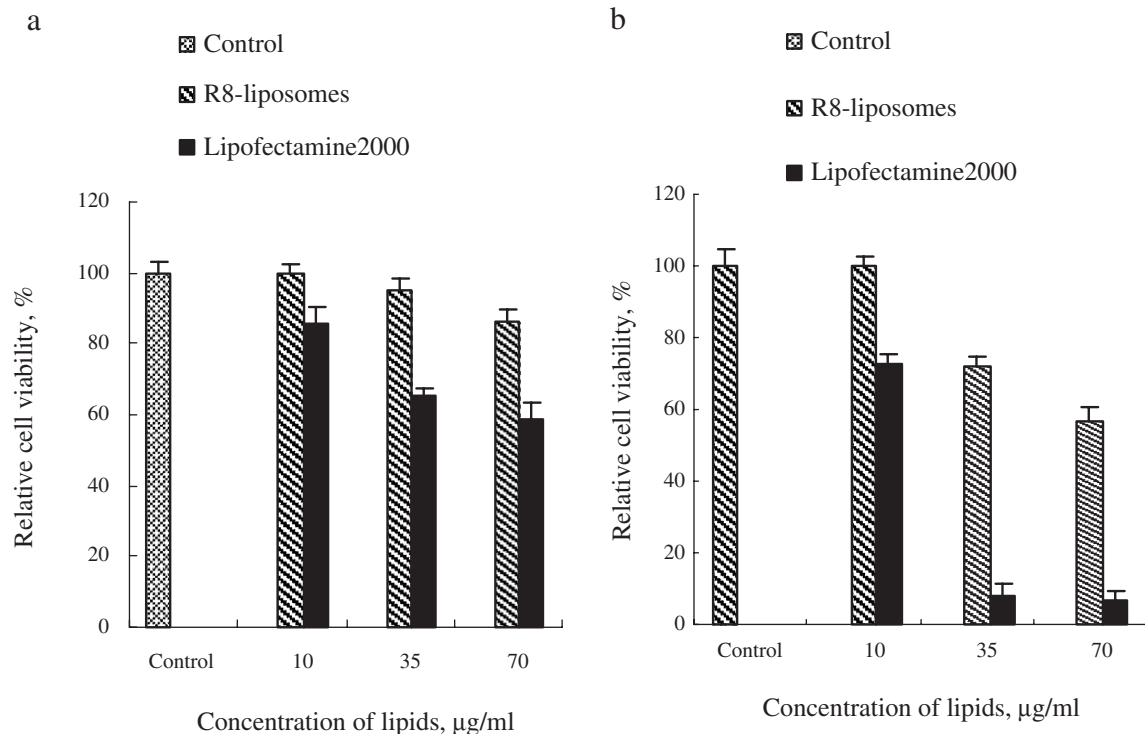 a
Control
R8-liposomes
Lipofectamine2000
120
100
80
60
40
20
0
Relative cell viability, %
Control 10 35 70
Concentration of lipids, µg/ml
b
Control
R8-liposomes
Lipofectamine2000
120
100
80
60
40
20
0
Relative cell viability, %
Control 10 35 70
Concentration of lipids, µg/ml